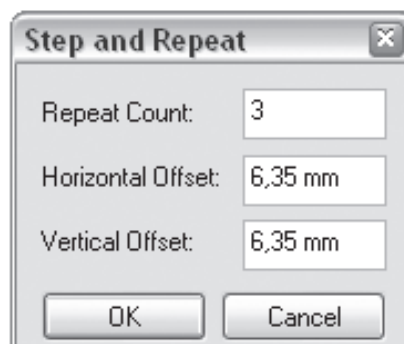 Step and Repeat
Repeat Count: 3
Horizontal Offset: 6,35 mm
Vertical Offset: 6,35 mm
OK Cancel